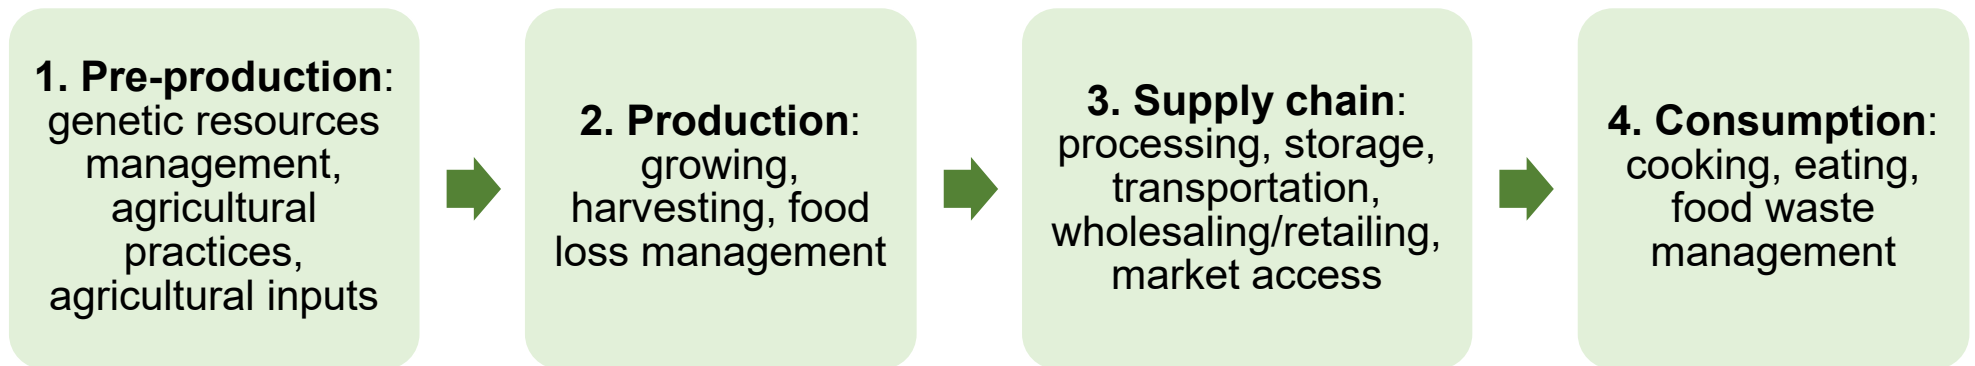 1. Pre-production:
genetic resources
management,
agricultural
practices,
agricultural inputs
2. Production:
growing,
harvesting, food
loss management
3. Supply chain:
processing, storage,
transportation,
wholesaling/retailing,
market access
4. Consumption:
cooking, eating,
food waste
management